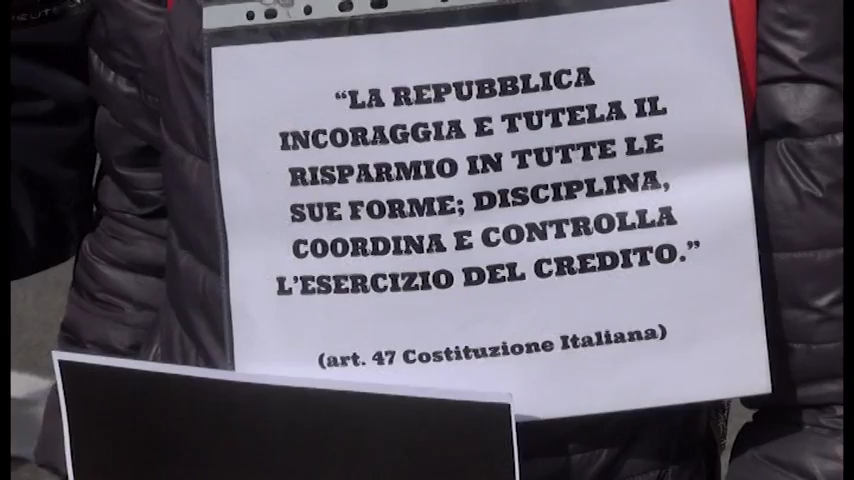 “LA REPUBBLICA
INCORAGGIA E TUTELA IL
RISPARMIO IN TUTTE LE
SUE FORME; DISCIPLINA,
COORDINA E CONTROLLA
L’ESERCIZIO DEL CREDITO.”
(art. 47 Costituzione Italiana)